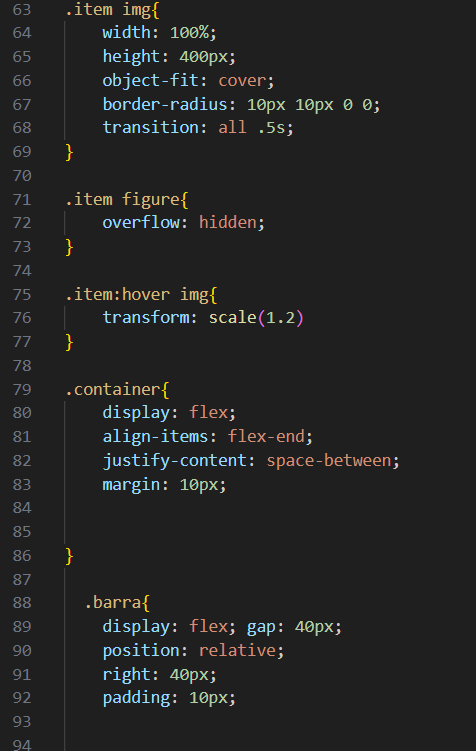 63 .item img{
64 width: 100%;
65 height: 400px;
66 object-fit: cover;
67 border-radius: 10px 10px 0 0;
68 transition: all .5s;
69 }
70
71 .item figure{
72 overflow: hidden;
73 }
74
75 .item:hover img{
76 transform: scale(1.2)
77 }
78
79 .container{
80 display: flex;
81 align-items: flex-end;
82 justify-content: space-between;
83 margin: 10px;
84
85
86 }
87
88 .barra{
89 display: flex; gap: 40px;
90 position: relative;
91 right: 40px;
92 padding: 10px;
93
94